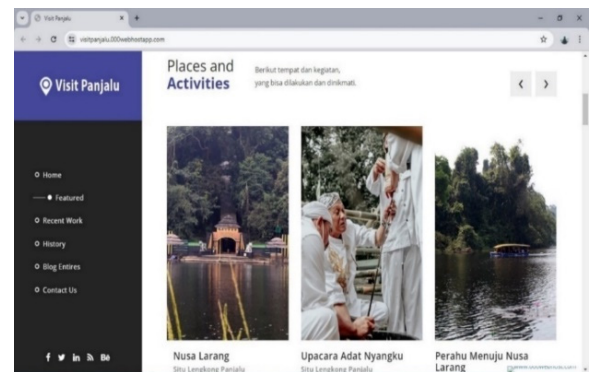 Visit Panjalu
visitpanjalu.000webhostapp.com
Visit Panjalu
Home
Featured
Recent Work
History
Blog Entires
Contact Us
Places and
Activities
Berikut tempat dan kegiatan,
yang bisa dilakukan dan dinikmati.
Nusa Larang
Situ Lengkong Panjalu
Upacara Adat Nyangku
Situ Lengkong Panjalu
Perahu Menuju Nusa
Larang